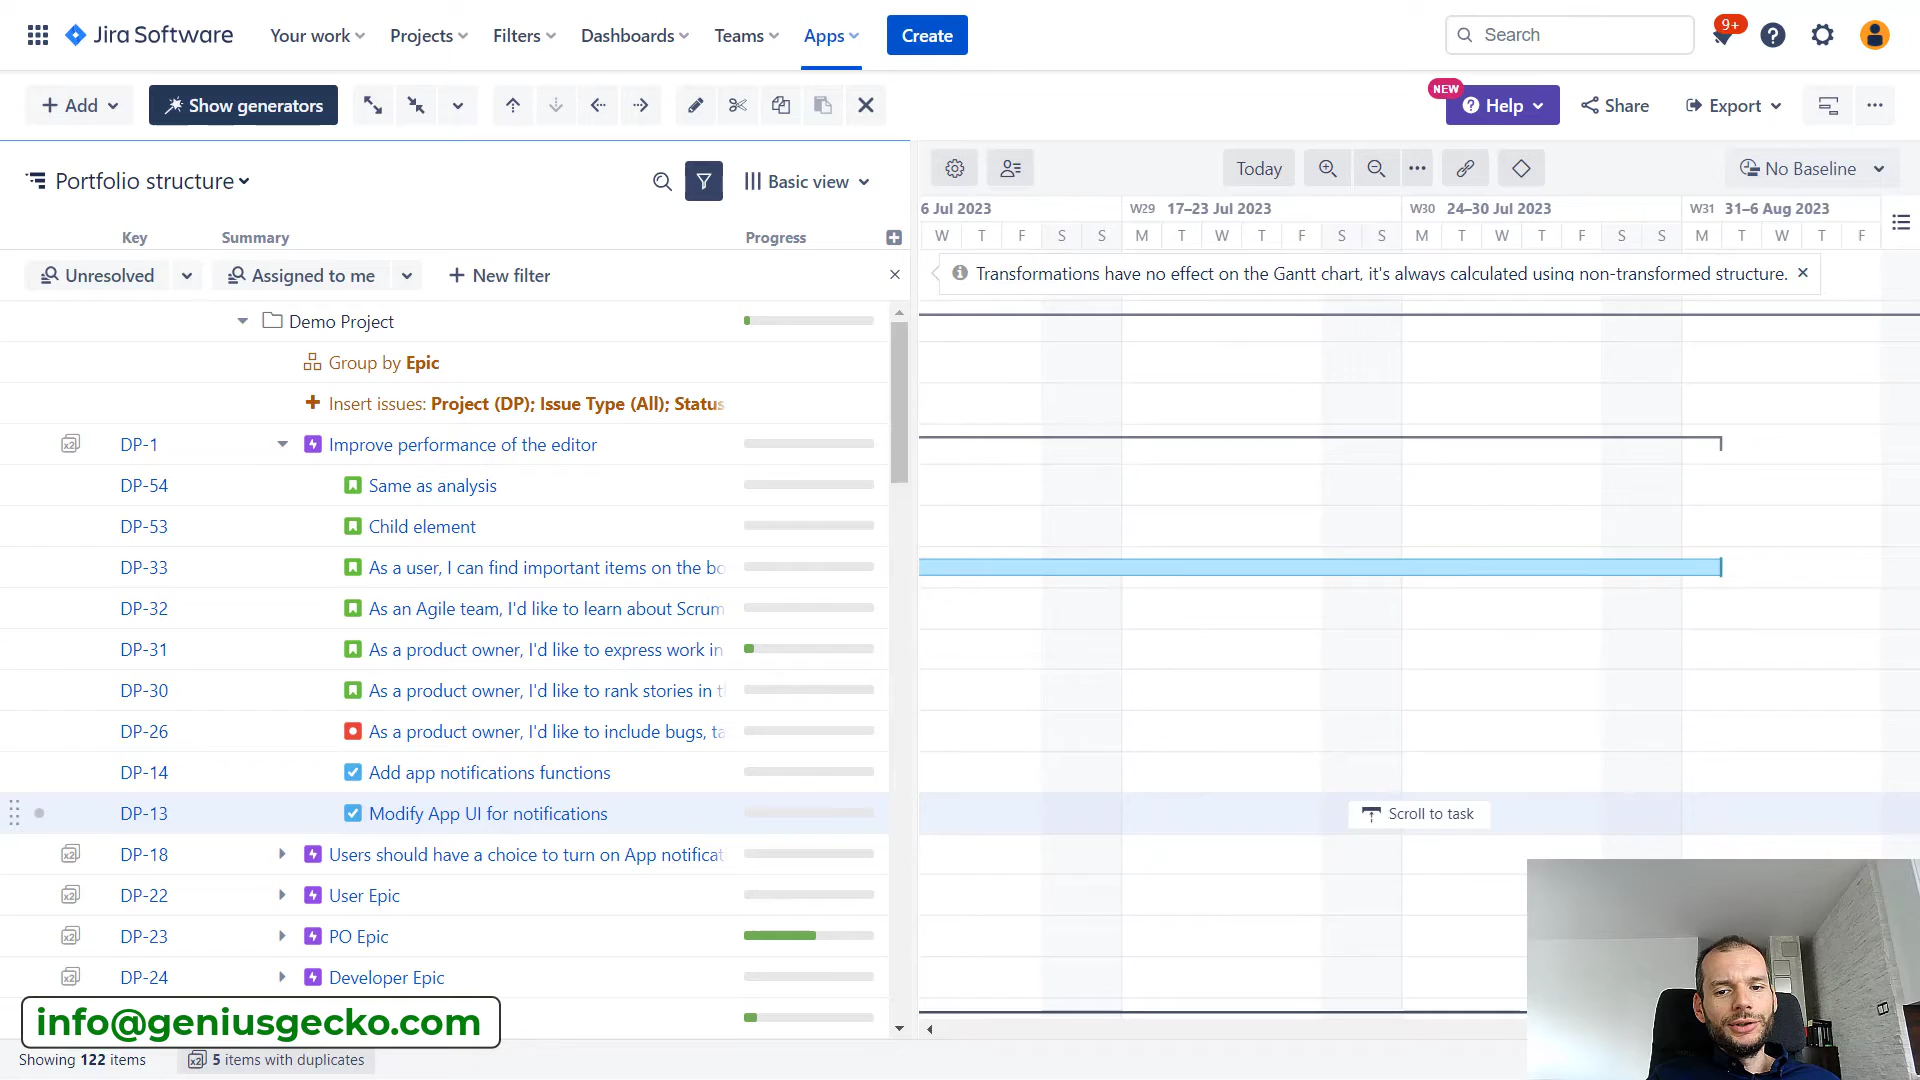 Jira Software Your work Projects Filters Dashboards Teams Apps Create Search 9+
+ Add Show generators NEW Help Share Export
Portfolio structure Basic view Today No Baseline
6 Jul 2023 W29 17–23 Jul 2023 W30 24–30 Jul 2023 W31 31–6 Aug 2023
Key Summary Progress W T F S S M T W T F S S M T W T F S S M T W T F
Unresolved Assigned to me + New filter Transformations have no effect on the Gantt chart, it's always calculated using non-transformed structure.
Demo Project
Group by Epic
+ Insert issues: Project (DP); Issue Type (All); Status
x2 DP-1 Improve performance of the editor
DP-54 Same as analysis
DP-53 Child element
DP-33 As a user, I can find important items on the bo
DP-32 As an Agile team, I'd like to learn about Scrum
DP-31 As a product owner, I'd like to express work in
DP-30 As a product owner, I'd like to rank stories in t
DP-26 As a product owner, I'd like to include bugs, ta
DP-14 Add app notifications functions
DP-13 Modify App UI for notifications Scroll to task
x2 DP-18 Users should have a choice to turn on App notificat
x2 DP-22 User Epic
x2 DP-23 PO Epic
x2 DP-24 Developer Epic
info@geniusgecko.com
Showing 122 items x2 5 items with duplicates